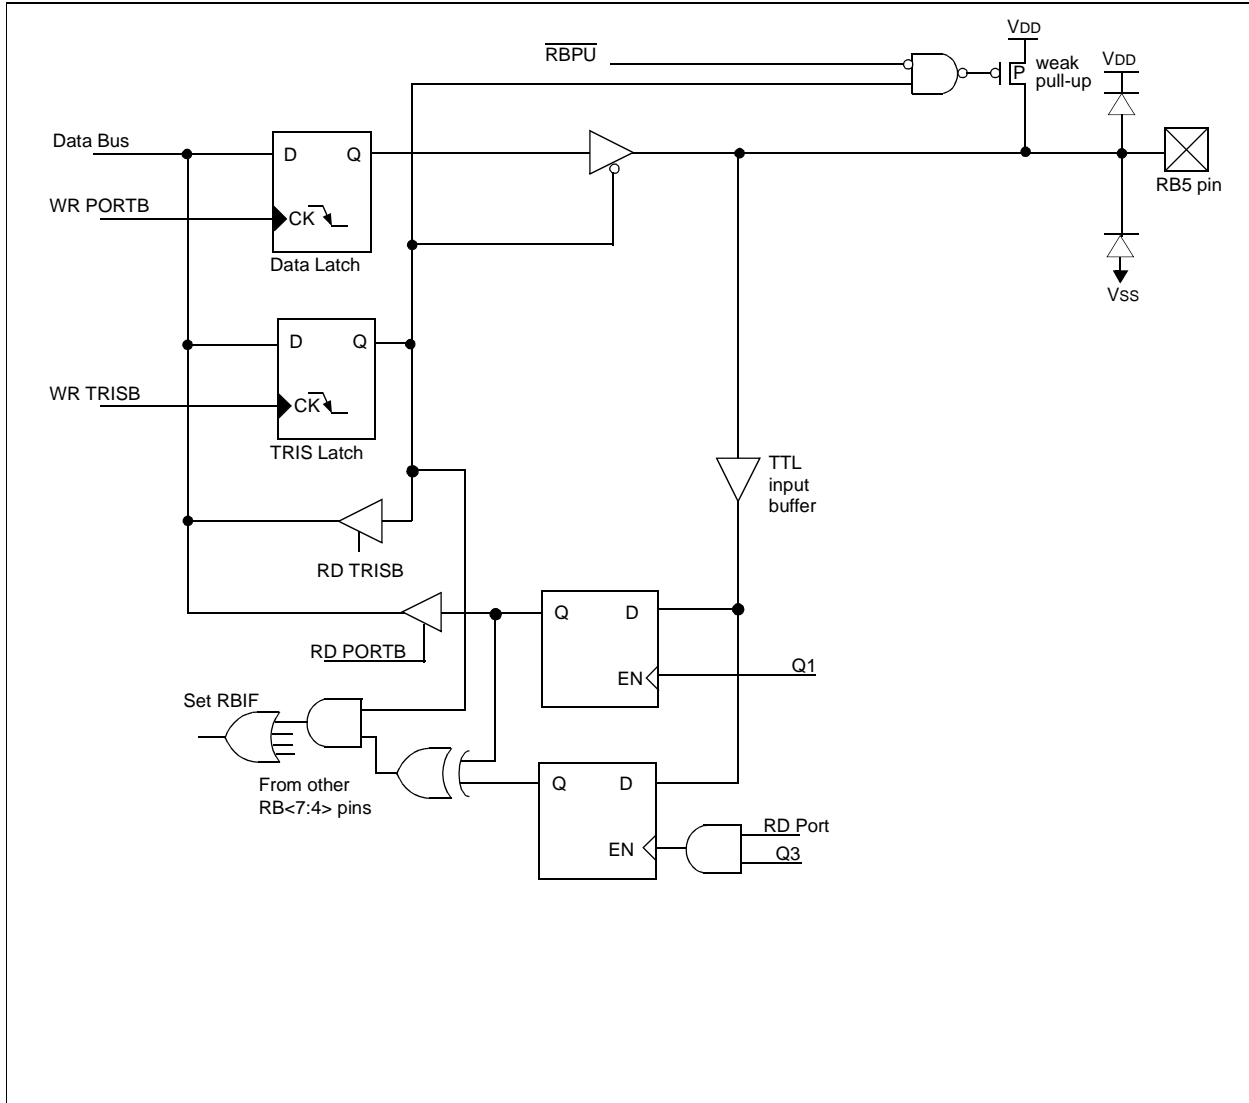 VDD
RBPU
P
weak
pull-up
VDD
Data Bus
D
Q
WR PORTB
CK
Data Latch
RB5 pin
VSS
D
Q
WR TRISB
CK
TRIS Latch
TTL
input
buffer
RD TRISB
Q
D
RD PORTB
EN
Q1
Set RBIF
From other
RB<7:4> pins
Q
D
RD Port
EN
Q3